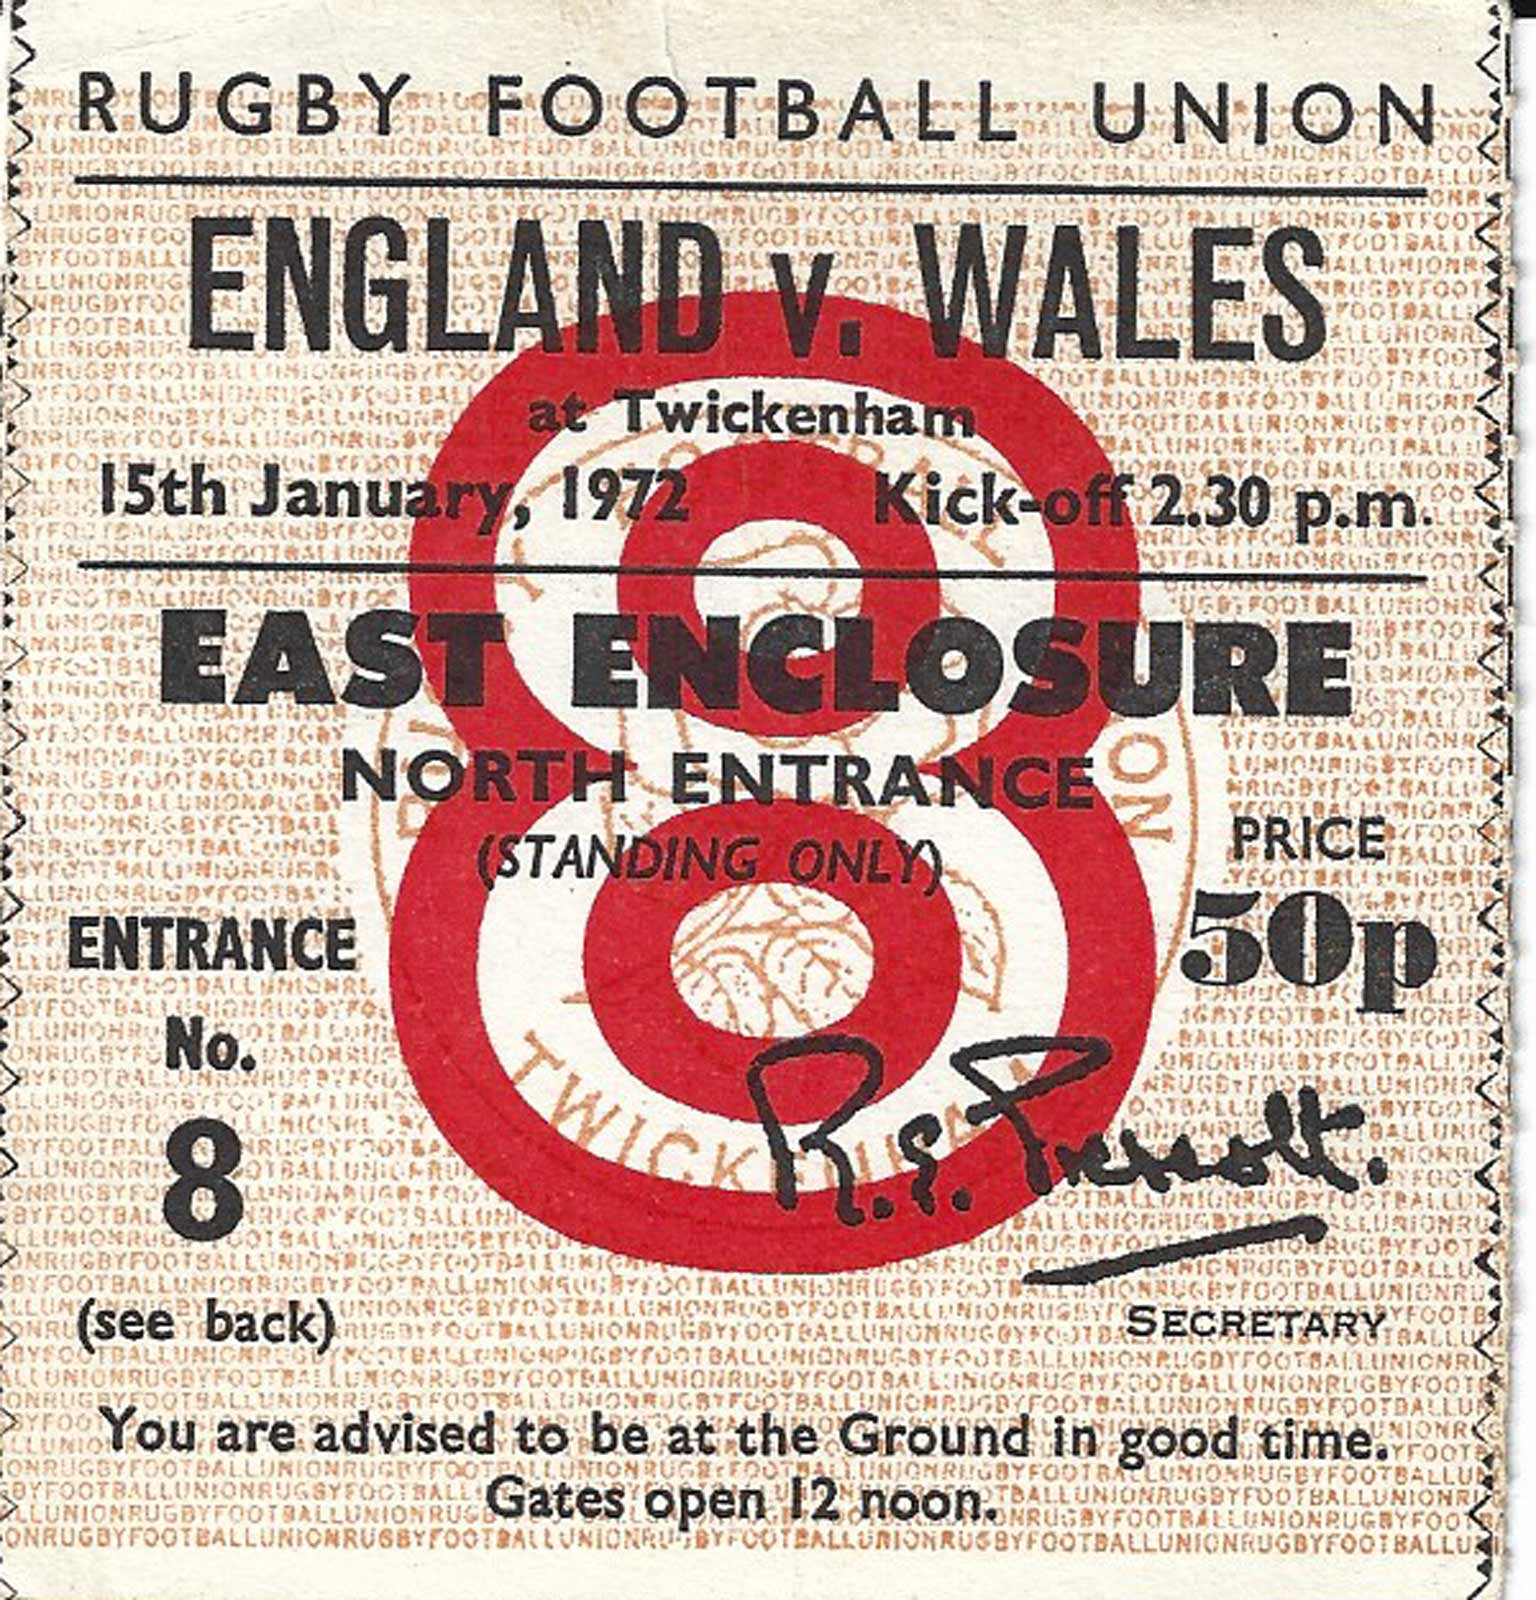 RUGBY FOOTBALL UNION
ENGLAND v. WALES
at Twickenham
15th January, 1972 Kick-off 2.30 p.m.
EAST ENCLOSURE
NORTH ENTRANCE
(STANDING ONLY)
PRICE
50p
ENTRANCE
No.
8
8
TWICKENHAM
SECRETARY
(see back)
You are advised to be at the Ground in good time.
Gates open 12 noon.